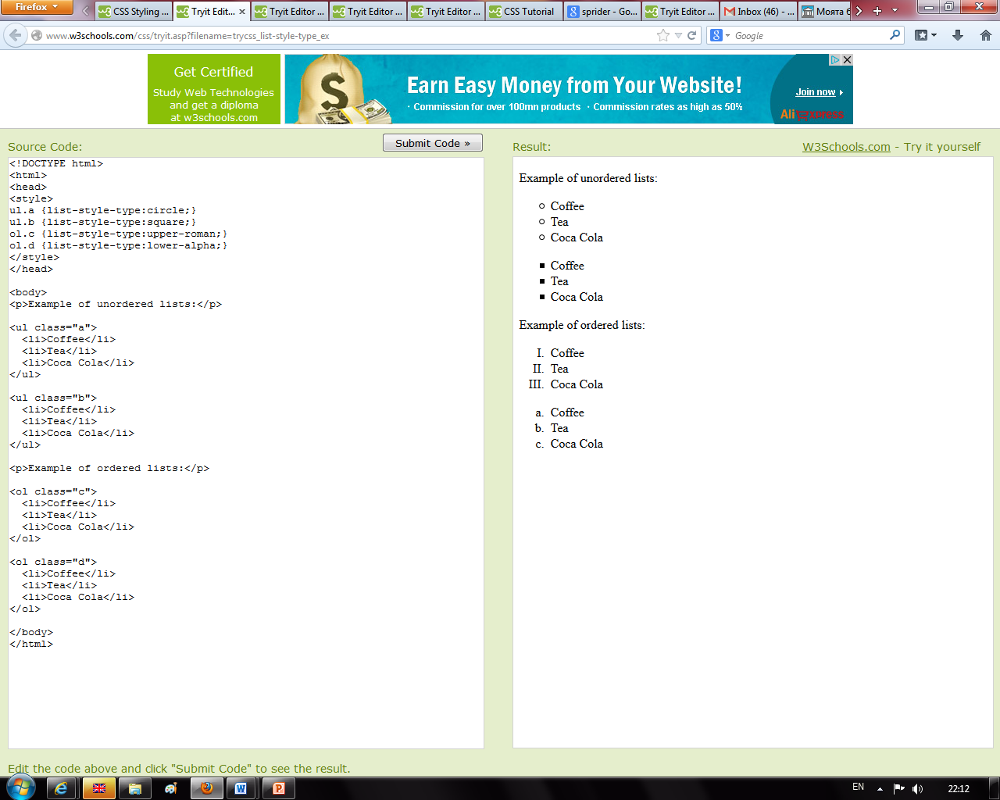 Firefox
CSS Styling ...
Tryit Edit...
Tryit Editor ...
Tryit Editor ...
Tryit Editor ...
CSS Tutorial
sprider - Go...
Tryit Editor ...
Inbox (46) - ...
Моята б
www.w3schools.com/css/tryit.asp?filename=trycss_list-style-type_ex
Google
Get Certified
Study Web Technologies
and get a diploma
at w3schools.com
Earn Easy Money from Your Website!
· Commission for over 100mn products · Commission rates as high as 50%
Join now
AliExpress
Source Code:
Submit Code »
<!DOCTYPE html>
<html>
<head>
<style>
ul.a {list-style-type:circle;}
ul.b {list-style-type:square;}
ol.c {list-style-type:upper-roman;}
ol.d {list-style-type:lower-alpha;}
</style>
</head>
<body>
<p>Example of unordered lists:</p>
<ul class="a">
<li>Coffee</li>
<li>Tea</li>
<li>Coca Cola</li>
</ul>
<ul class="b">
<li>Coffee</li>
<li>Tea</li>
<li>Coca Cola</li>
</ul>
<p>Example of ordered lists:</p>
<ol class="c">
<li>Coffee</li>
<li>Tea</li>
<li>Coca Cola</li>
</ol>
<ol class="d">
<li>Coffee</li>
<li>Tea</li>
<li>Coca Cola</li>
</ol>
</body>
</html>
Result:
W3Schools.com - Try it yourself
Example of unordered lists:
Coffee
Tea
Coca Cola
Coffee
Tea
Coca Cola
Example of ordered lists:
I. Coffee
II. Tea
III. Coca Cola
a. Coffee
b. Tea
c. Coca Cola
Edit the code above and click "Submit Code" to see the result.
EN
22:12